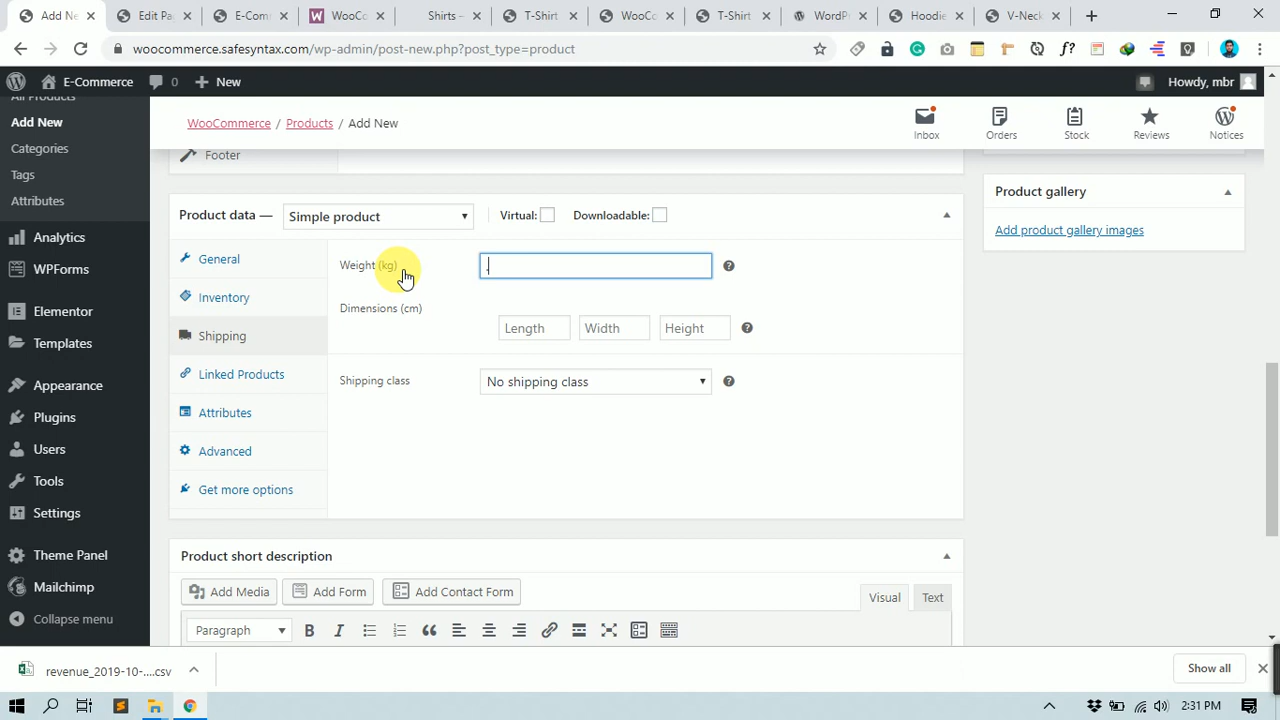 Add Ne
Edit Pa
E-Com
WooCo
Shirts –
T-Shirt
WooCo
T-Shirt
WordPr
Hoodie
V-Neck
woocommerce.safesyntax.com/wp-admin/post-new.php?post_type=product
E-Commerce
0
New
Howdy, mbr
All Products
Add New
Categories
Tags
Attributes
Analytics
WPForms
Elementor
Templates
Appearance
Plugins
Users
Tools
Settings
Theme Panel
Mailchimp
Collapse menu
WooCommerce / Products / Add New
Inbox
Orders
Stock
Reviews
Notices
Footer
Product data —
Simple product
Virtual:
Downloadable:
General
Inventory
Shipping
Linked Products
Attributes
Advanced
Get more options
Weight (kg)
.
Dimensions (cm)
Length
Width
Height
Shipping class
No shipping class
Product gallery
Add product gallery images
Product short description
Add Media
Add Form
Add Contact Form
Visual
Text
Paragraph
revenue_2019-10-....csv
Show all
2:31 PM